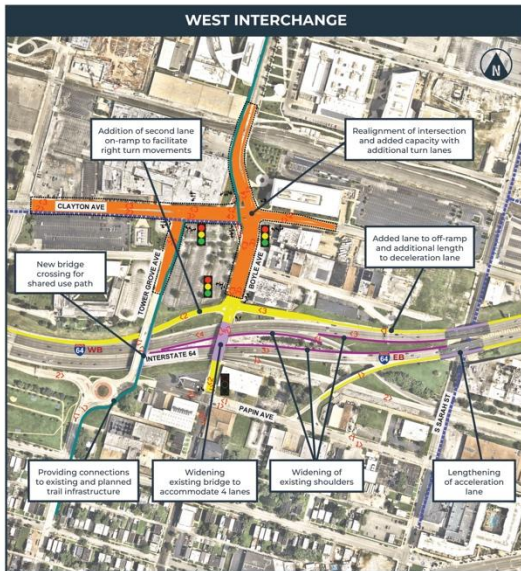 WEST INTERCHANGE
N
Addition of second lane
on-ramp to facilitate
right turn movements
Realignment of intersection
and added capacity with
additional turn lanes
CLAYTON AVE
TOWER GROVE AVE
BOYLE AVE
New bridge
crossing for
shared use path
Added lane to off-ramp
and additional length
to deceleration lane
64 WB
INTERSTATE 64
64 EB
PAPIN AVE
S SARAH ST
Providing connections
to existing and planned
trail infrastructure
Widening
existing bridge to
accommodate 4 lanes
Widening of
existing shoulders
Lengthening
of acceleration
lane